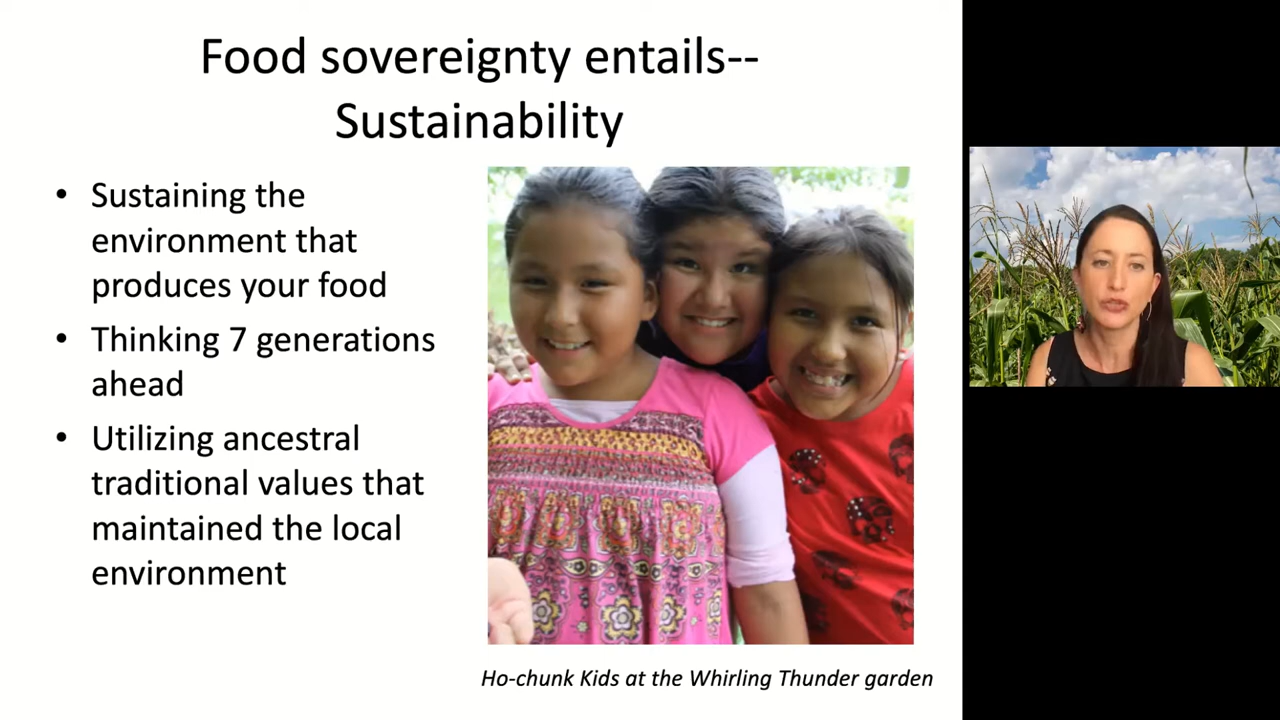 Food sovereignty entails--
Sustainability
• Sustaining the
environment that
produces your food
• Thinking 7 generations
ahead
• Utilizing ancestral
traditional values that
maintained the local
environment
Ho-chunk Kids at the Whirling Thunder garden